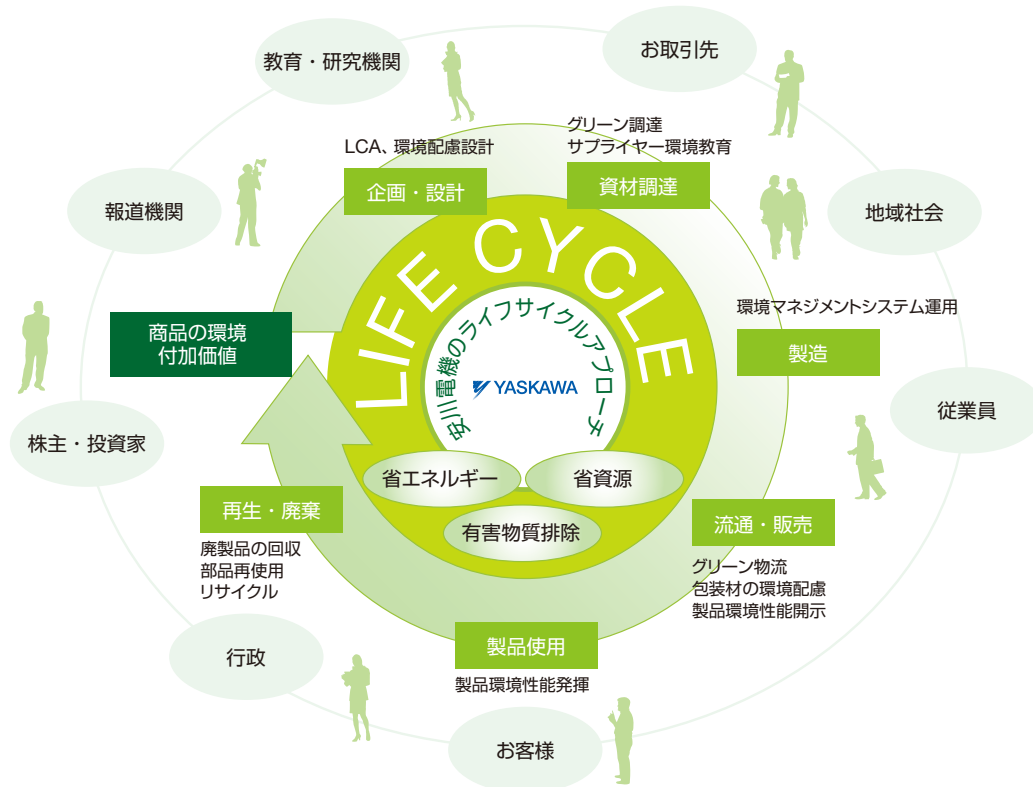 お取引先
教育・研究機関
グリーン調達
サプライヤー環境教育
LCA、環境配慮設計
企画・設計
資材調達
報道機関
地域社会
LIFE CYCLE
安川電機のライフサイクルアプローチ
YASKAWA
商品の環境
付加価値
環境マネジメントシステム運用
製造
株主・投資家
従業員
省エネルギー
省資源
有害物質排除
再生・廃棄
廃製品の回収
部品再使用
リサイクル
流通・販売
グリーン物流
包装材の環境配慮
製品環境性能開示
製品使用
製品環境性能発揮
行政
お客様